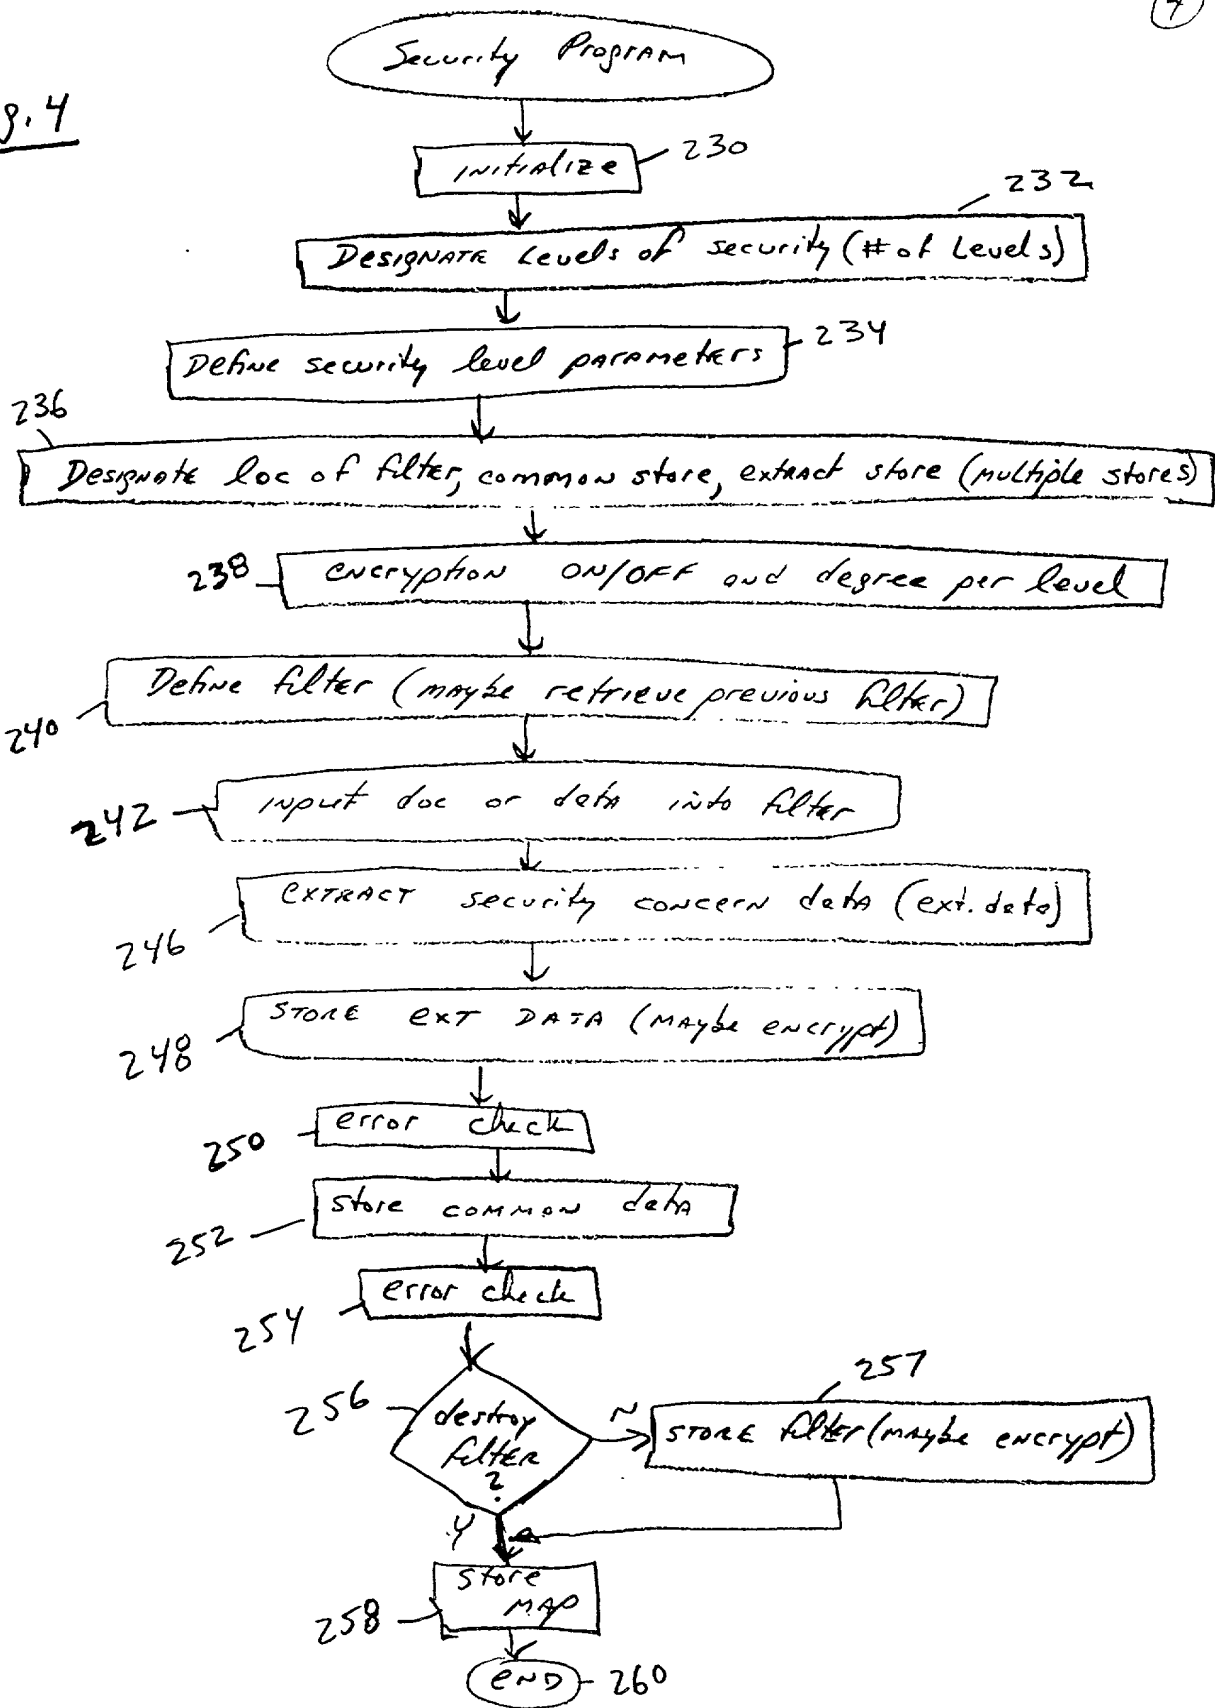 4
Security Program
g. 4
initialize
230
232
Designate Levels of security (# of Levels)
Define security level parameters
234
236
Designate loc of filter, common store, extract store (multiple stores)
238
encryption ON/OFF and degree per level
Define filter (maybe retrieve previous filter)
240
input doc or data into filter
242
extract security concern data (ext. data)
246
STORE EXT DATA (maybe encrypt)
248
error check
250
store common data
252
error check
254
257
256
destroy
filter
?
N
STORE filter (maybe encrypt)
Y
store
MAP
258
END
260